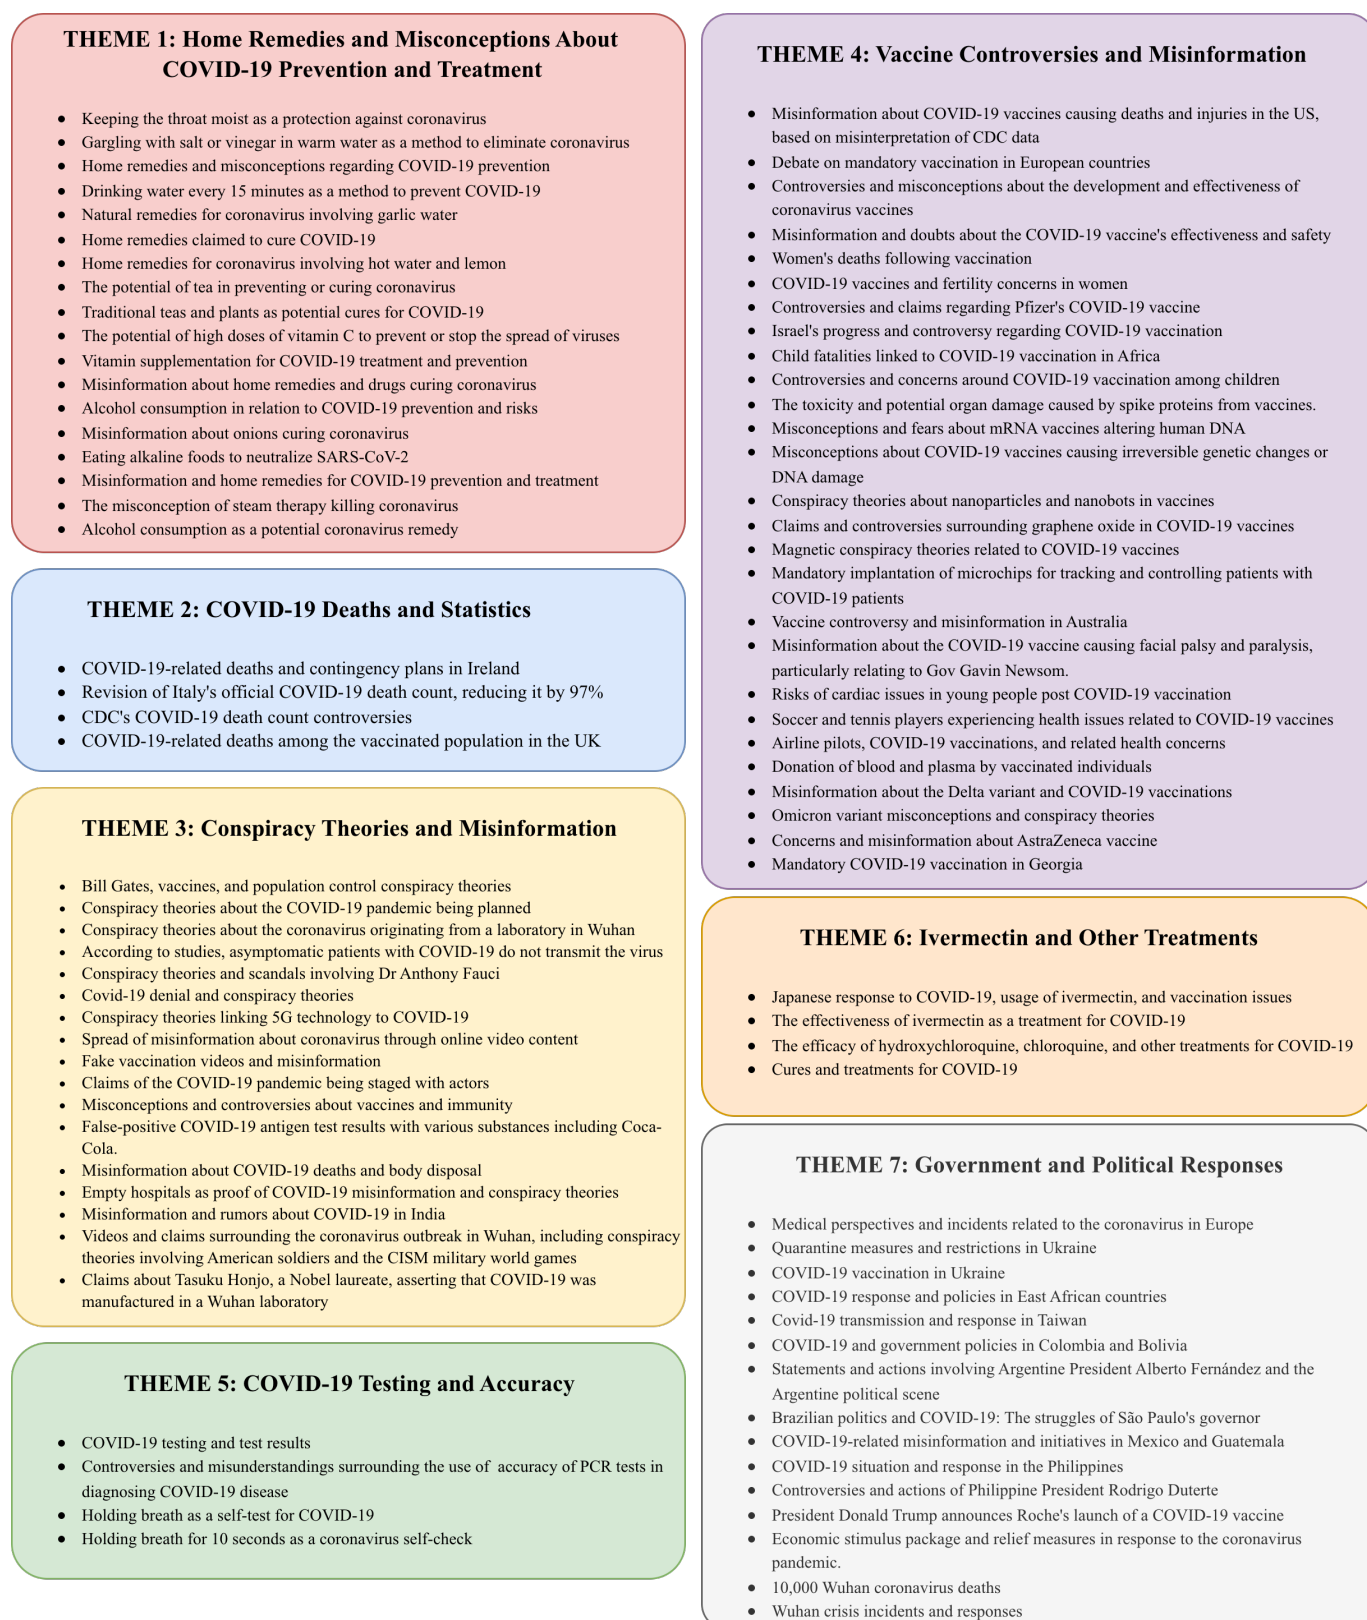 THEME 1: Home Remedies and Misconceptions About
COVID-19 Prevention and Treatment
● Keeping the throat moist as a protection against coronavirus
● Gargling with salt or vinegar in warm water as a method to eliminate coronavirus
● Home remedies and misconceptions regarding COVID-19 prevention
● Drinking water every 15 minutes as a method to prevent COVID-19
● Natural remedies for coronavirus involving garlic water
● Home remedies claimed to cure COVID-19
● Home remedies for coronavirus involving hot water and lemon
● The potential of tea in preventing or curing coronavirus
● Traditional teas and plants as potential cures for COVID-19
● The potential of high doses of vitamin C to prevent or stop the spread of viruses
● Vitamin supplementation for COVID-19 treatment and prevention
● Misinformation about home remedies and drugs curing coronavirus
● Alcohol consumption in relation to COVID-19 prevention and risks
● Misinformation about onions curing coronavirus
● Eating alkaline foods to neutralize SARS-CoV-2
● Misinformation and home remedies for COVID-19 prevention and treatment
● The misconception of steam therapy killing coronavirus
● Alcohol consumption as a potential coronavirus remedy
THEME 2: COVID-19 Deaths and Statistics
● COVID-19-related deaths and contingency plans in Ireland
● Revision of Italy's official COVID-19 death count, reducing it by 97%
● CDC's COVID-19 death count controversies
● COVID-19-related deaths among the vaccinated population in the UK
THEME 3: Conspiracy Theories and Misinformation
● Bill Gates, vaccines, and population control conspiracy theories
● Conspiracy theories about the COVID-19 pandemic being planned
● Conspiracy theories about the coronavirus originating from a laboratory in Wuhan
● According to studies, asymptomatic patients with COVID-19 do not transmit the virus
● Conspiracy theories and scandals involving Dr Anthony Fauci
● Covid-19 denial and conspiracy theories
● Conspiracy theories linking 5G technology to COVID-19
● Spread of misinformation about coronavirus through online video content
● Fake vaccination videos and misinformation
● Claims of the COVID-19 pandemic being staged with actors
● Misconceptions and controversies about vaccines and immunity
● False-positive COVID-19 antigen test results with various substances including Coca-
Cola.
● Misinformation about COVID-19 deaths and body disposal
● Empty hospitals as proof of COVID-19 misinformation and conspiracy theories
● Misinformation and rumors about COVID-19 in India
● Videos and claims surrounding the coronavirus outbreak in Wuhan, including conspiracy
theories involving American soldiers and the CISM military world games
● Claims about Tasuku Honjo, a Nobel laureate, asserting that COVID-19 was
manufactured in a Wuhan laboratory
THEME 5: COVID-19 Testing and Accuracy
● COVID-19 testing and test results
● Controversies and misunderstandings surrounding the use of accuracy of PCR tests in
diagnosing COVID-19 disease
● Holding breath as a self-test for COVID-19
● Holding breath for 10 seconds as a coronavirus self-check
THEME 4: Vaccine Controversies and Misinformation
● Misinformation about COVID-19 vaccines causing deaths and injuries in the US,
based on misinterpretation of CDC data
● Debate on mandatory vaccination in European countries
● Controversies and misconceptions about the development and effectiveness of
coronavirus vaccines
● Misinformation and doubts about the COVID-19 vaccine's effectiveness and safety
● Women's deaths following vaccination
● COVID-19 vaccines and fertility concerns in women
● Controversies and claims regarding Pfizer's COVID-19 vaccine
● Israel's progress and controversy regarding COVID-19 vaccination
● Child fatalities linked to COVID-19 vaccination in Africa
● Controversies and concerns around COVID-19 vaccination among children
● The toxicity and potential organ damage caused by spike proteins from vaccines.
● Misconceptions and fears about mRNA vaccines altering human DNA
● Misconceptions about COVID-19 vaccines causing irreversible genetic changes or
DNA damage
● Conspiracy theories about nanoparticles and nanobots in vaccines
● Claims and controversies surrounding graphene oxide in COVID-19 vaccines
● Magnetic conspiracy theories related to COVID-19 vaccines
● Mandatory implantation of microchips for tracking and controlling patients with
COVID-19 patients
● Vaccine controversy and misinformation in Australia
● Misinformation about the COVID-19 vaccine causing facial palsy and paralysis,
particularly relating to Gov Gavin Newsom.
● Risks of cardiac issues in young people post COVID-19 vaccination
● Soccer and tennis players experiencing health issues related to COVID-19 vaccines
● Airline pilots, COVID-19 vaccinations, and related health concerns
● Donation of blood and plasma by vaccinated individuals
● Misinformation about the Delta variant and COVID-19 vaccinations
● Omicron variant misconceptions and conspiracy theories
● Concerns and misinformation about AstraZeneca vaccine
● Mandatory COVID-19 vaccination in Georgia
THEME 6: Ivermectin and Other Treatments
● Japanese response to COVID-19, usage of ivermectin, and vaccination issues
● The effectiveness of ivermectin as a treatment for COVID-19
● The efficacy of hydroxychloroquine, chloroquine, and other treatments for COVID-19
● Cures and treatments for COVID-19
THEME 7: Government and Political Responses
● Medical perspectives and incidents related to the coronavirus in Europe
● Quarantine measures and restrictions in Ukraine
● COVID-19 vaccination in Ukraine
● COVID-19 response and policies in East African countries
● Covid-19 transmission and response in Taiwan
● COVID-19 and government policies in Colombia and Bolivia
● Statements and actions involving Argentine President Alberto Fernández and the
Argentine political scene
● Brazilian politics and COVID-19: The struggles of São Paulo's governor
● COVID-19-related misinformation and initiatives in Mexico and Guatemala
● COVID-19 situation and response in the Philippines
● Controversies and actions of Philippine President Rodrigo Duterte
● President Donald Trump announces Roche's launch of a COVID-19 vaccine
● Economic stimulus package and relief measures in response to the coronavirus
pandemic.
● 10,000 Wuhan coronavirus deaths
● Wuhan crisis incidents and responses